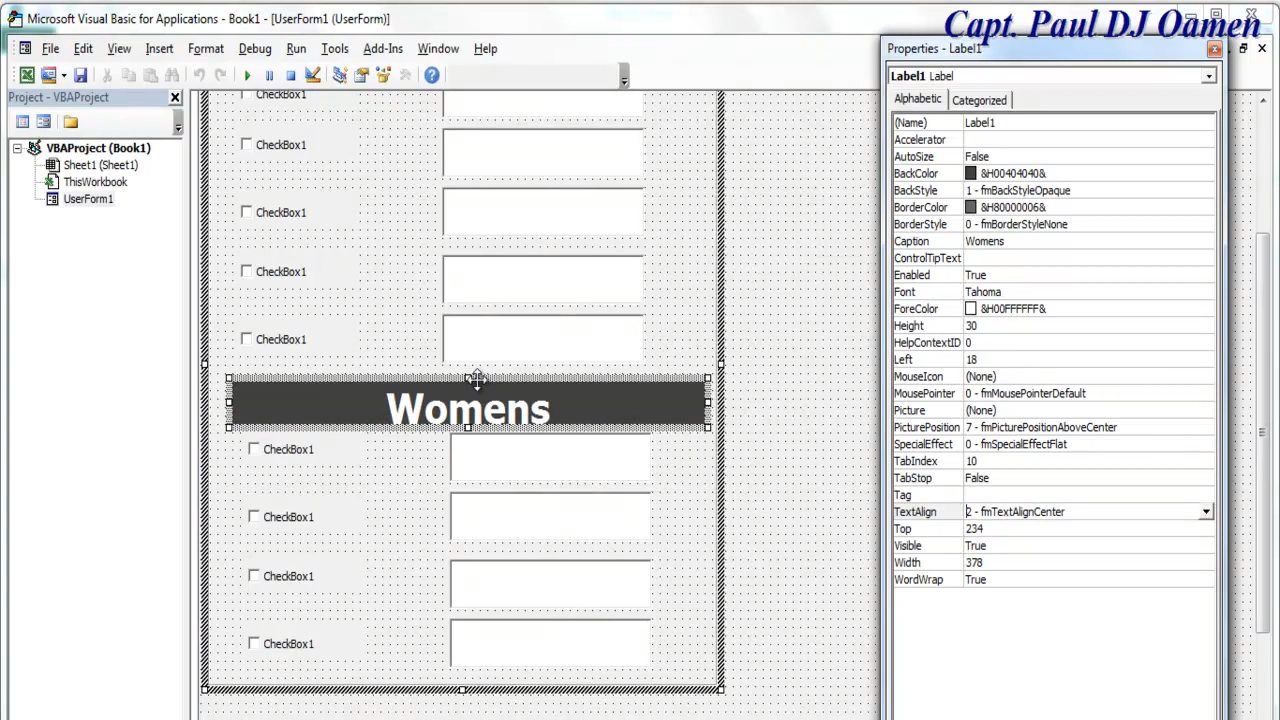 Microsoft Visual Basic for Applications - Book1 - [UserForm1 (UserForm)]
Capt. Paul DJ Oamen
File Edit View Insert Format Debug Run Tools Add-Ins Window Help
Properties - Label1
Label1 Label
Project - VBAProject
Alphabetic Categorized
VBAProject (Book1)
Sheet1 (Sheet1)
ThisWorkbook
UserForm1
CheckBox1
CheckBox1
CheckBox1
CheckBox1
CheckBox1
Womens
CheckBox1
CheckBox1
CheckBox1
CheckBox1
(Name) Label1
Accelerator
AutoSize False
BackColor &H00404040&
BackStyle 1 - fmBackStyleOpaque
BorderColor &H80000006&
BorderStyle 0 - fmBorderStyleNone
Caption Womens
ControlTipText
Enabled True
Font Tahoma
ForeColor &H00FFFFFF&
Height 30
HelpContextID 0
Left 18
MouseIcon (None)
MousePointer 0 - fmMousePointerDefault
Picture (None)
PicturePosition 7 - fmPicturePositionAboveCenter
SpecialEffect 0 - fmSpecialEffectFlat
TabIndex 10
TabStop False
Tag
TextAlign 2 - fmTextAlignCenter
Top 234
Visible True
Width 378
WordWrap True